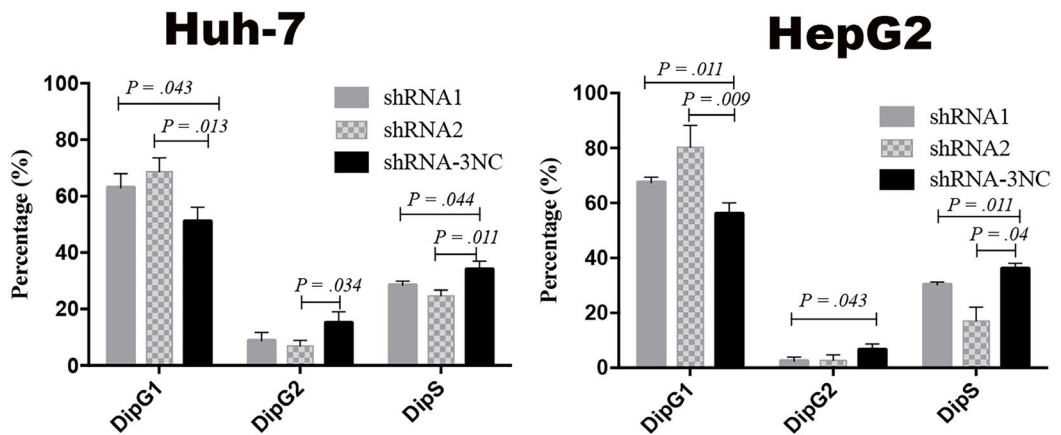 Huh-7
Percentage (%)
100
80
60
40
20
0
P = .043
P = .013
P = .034
P = .044
P = .011
shRNA1
shRNA2
shRNA-3NC
DipG1
DipG2
DipS
HepG2
Percentage (%)
100
80
60
40
20
0
P = .011
P = .009
P = .043
P = .011
P = .04
shRNA1
shRNA2
shRNA-3NC
DipG1
DipG2
DipS